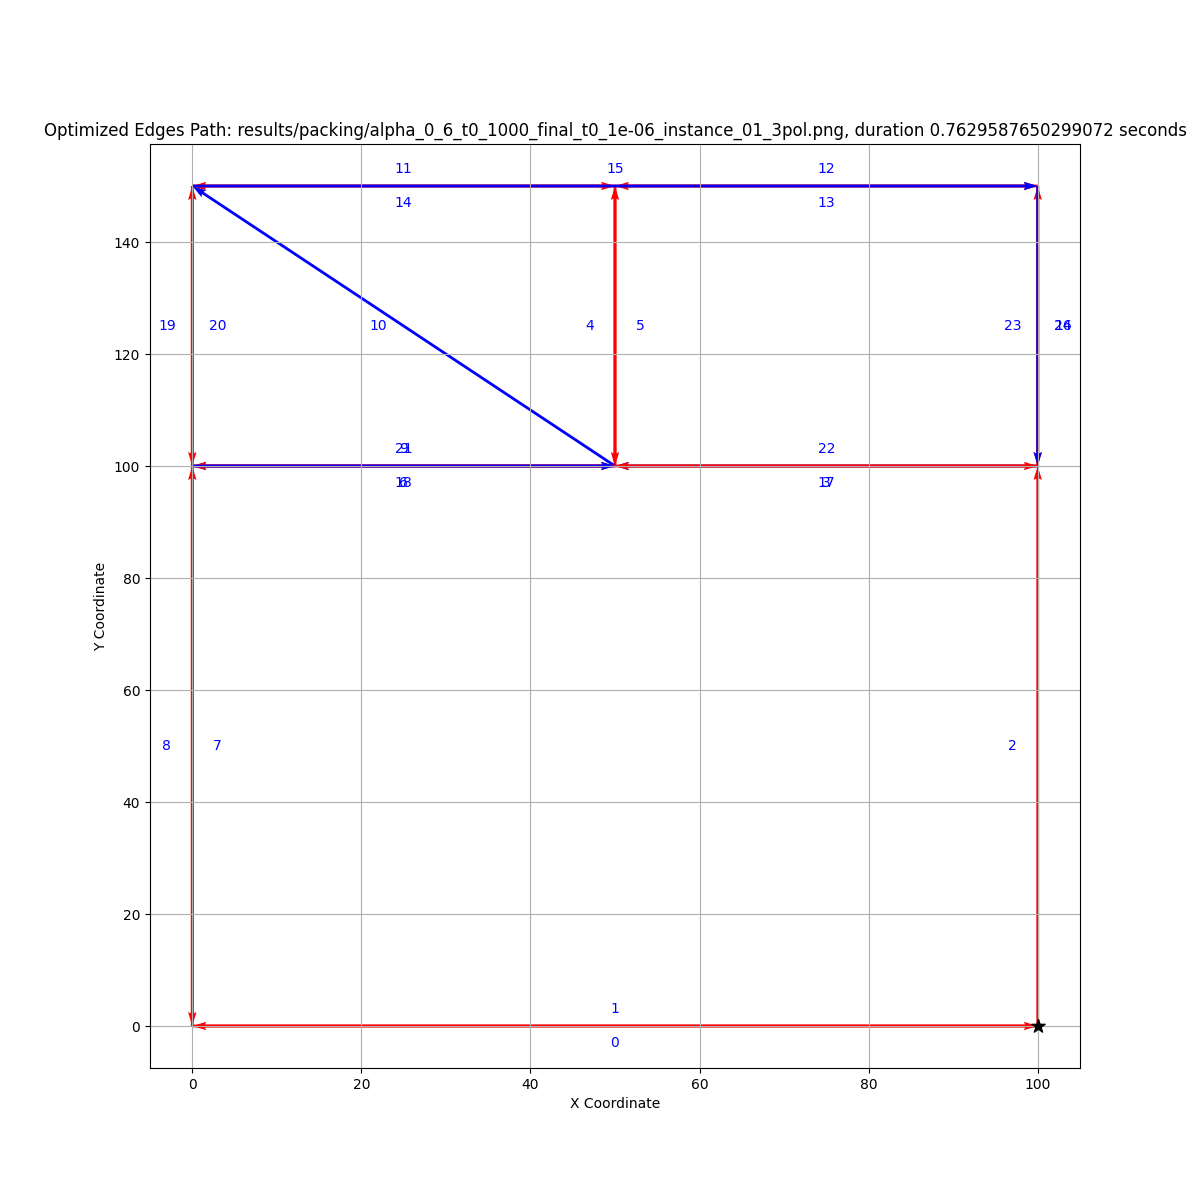 Optimized Edges Path: results/packing/alpha_0_6_t0_1000_final_t0_1e-06_instance_01_3pol.png, duration 0.7629587650299072 seconds
11 15 12
14 13
140
19 20 10 4 5 23
120
22
100
80
60
8 7 2
40
20
1
0
0
0 20 40 60 80 100
X Coordinate
Y Coordinate